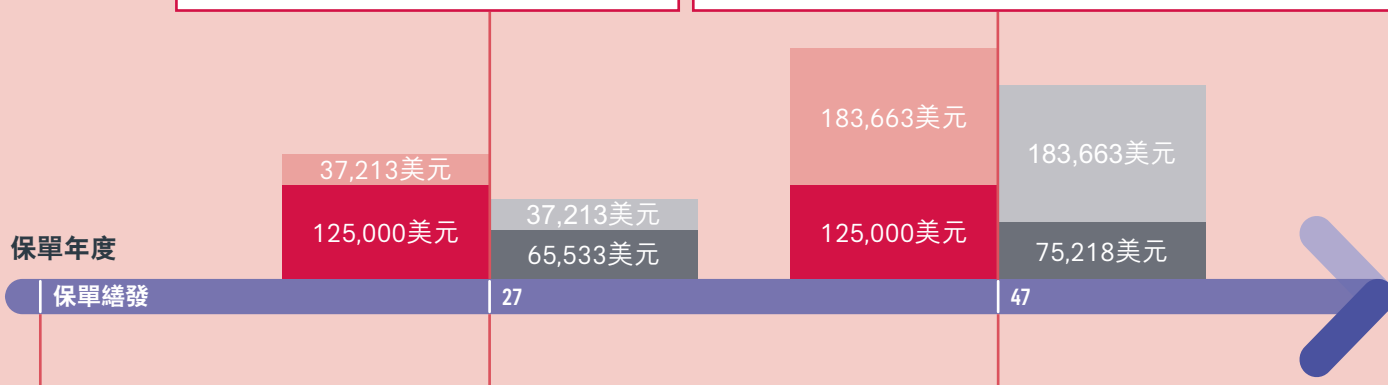 183,663美元
183,663美元
37,213美元
37,213美元
125,000美元
125,000美元
65,533美元
75,218美元
保單年度
保單繕發
27
47